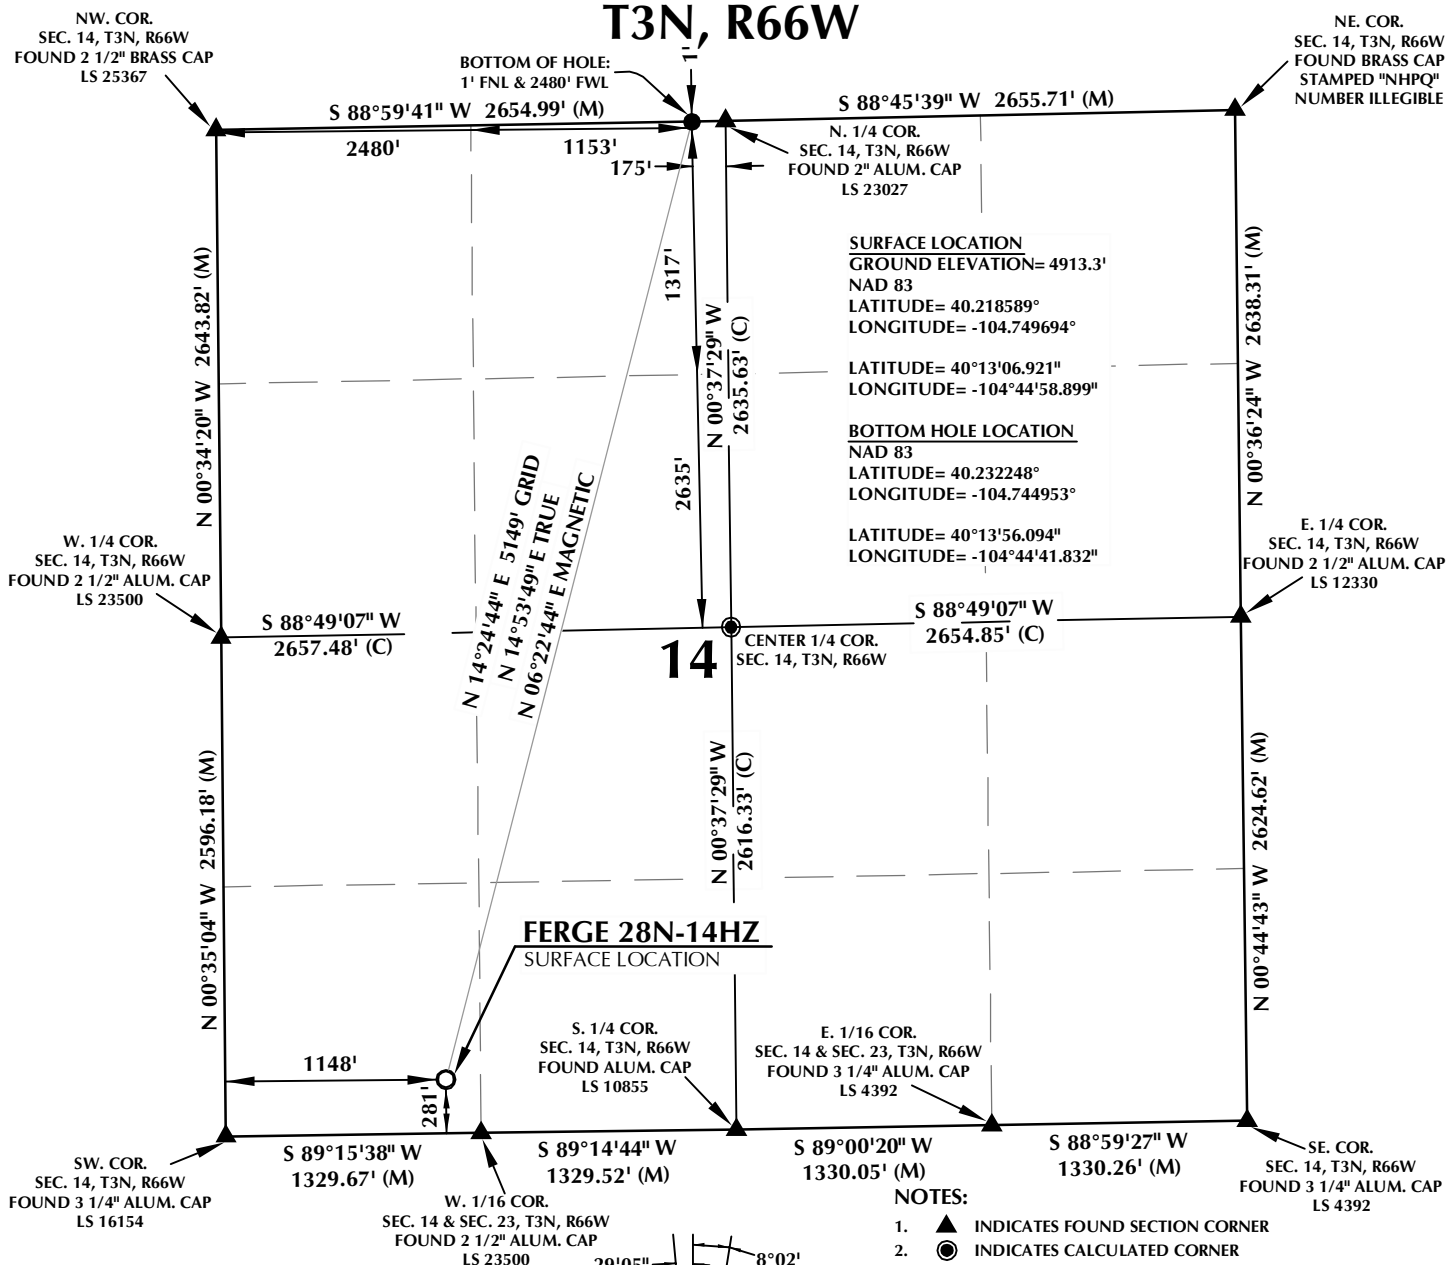 T3N, R66W
NW. COR.
SEC. 14, T3N, R66W
FOUND 2 1/2" BRASS CAP
LS 25367
BOTTOM OF HOLE:
1' FNL & 2480' FWL
1'
NE. COR.
SEC. 14, T3N, R66W
FOUND BRASS CAP
STAMPED "NHPQ"
NUMBER ILLEGIBLE
S 88°59'41" W 2654.99' (M)
S 88°45'39" W 2655.71' (M)
2480'
1153'
175'
N. 1/4 COR.
SEC. 14, T3N, R66W
FOUND 2" ALUM. CAP
LS 23027
N 00°34'20" W 2643.82' (M)
1317'
N 00°37'29" W
2635.63' (C)
2635'
SURFACE LOCATION
GROUND ELEVATION= 4913.3'
NAD 83
LATITUDE= 40.218589°
LONGITUDE= -104.749694°
LATITUDE= 40°13'06.921"
LONGITUDE= -104°44'58.899"
BOTTOM HOLE LOCATION
NAD 83
LATITUDE= 40.232248°
LONGITUDE= -104.744953°
LATITUDE= 40°13'56.094"
LONGITUDE= -104°44'41.832"
N 00°36'24" W 2638.31' (M)
N 14°24'44" E 5149' GRID
N 14°53'49" E TRUE
N 06°22'44" E MAGNETIC
W. 1/4 COR.
SEC. 14, T3N, R66W
FOUND 2 1/2" ALUM. CAP
LS 23500
E. 1/4 COR.
SEC. 14, T3N, R66W
FOUND 2 1/2" ALUM. CAP
LS 12330
S 88°49'07" W
2657.48' (C)
14
CENTER 1/4 COR.
SEC. 14, T3N, R66W
S 88°49'07" W
2654.85' (C)
N 00°35'04" W 2596.18' (M)
N 00°37'29" W
2616.33' (C)
N 00°44'43" W 2624.62' (M)
FERGE 28N-14HZ
SURFACE LOCATION
1148'
281'
S. 1/4 COR.
SEC. 14, T3N, R66W
FOUND ALUM. CAP
LS 10855
E. 1/16 COR.
SEC. 14 & SEC. 23, T3N, R66W
FOUND 3 1/4" ALUM. CAP
LS 4392
SW. COR.
SEC. 14, T3N, R66W
FOUND 3 1/4" ALUM. CAP
LS 16154
S 89°15'38" W
1329.67' (M)
S 89°14'44" W
1329.52' (M)
S 89°00'20" W
1330.05' (M)
S 88°59'27" W
1330.26' (M)
SE. COR.
SEC. 14, T3N, R66W
FOUND 3 1/4" ALUM. CAP
LS 4392
W. 1/16 COR.
SEC. 14 & SEC. 23, T3N, R66W
FOUND 2 1/2" ALUM. CAP
LS 23500
29'05"
8°02'
NOTES:
1. ▲ INDICATES FOUND SECTION CORNER
2. INDICATES CALCULATED CORNER